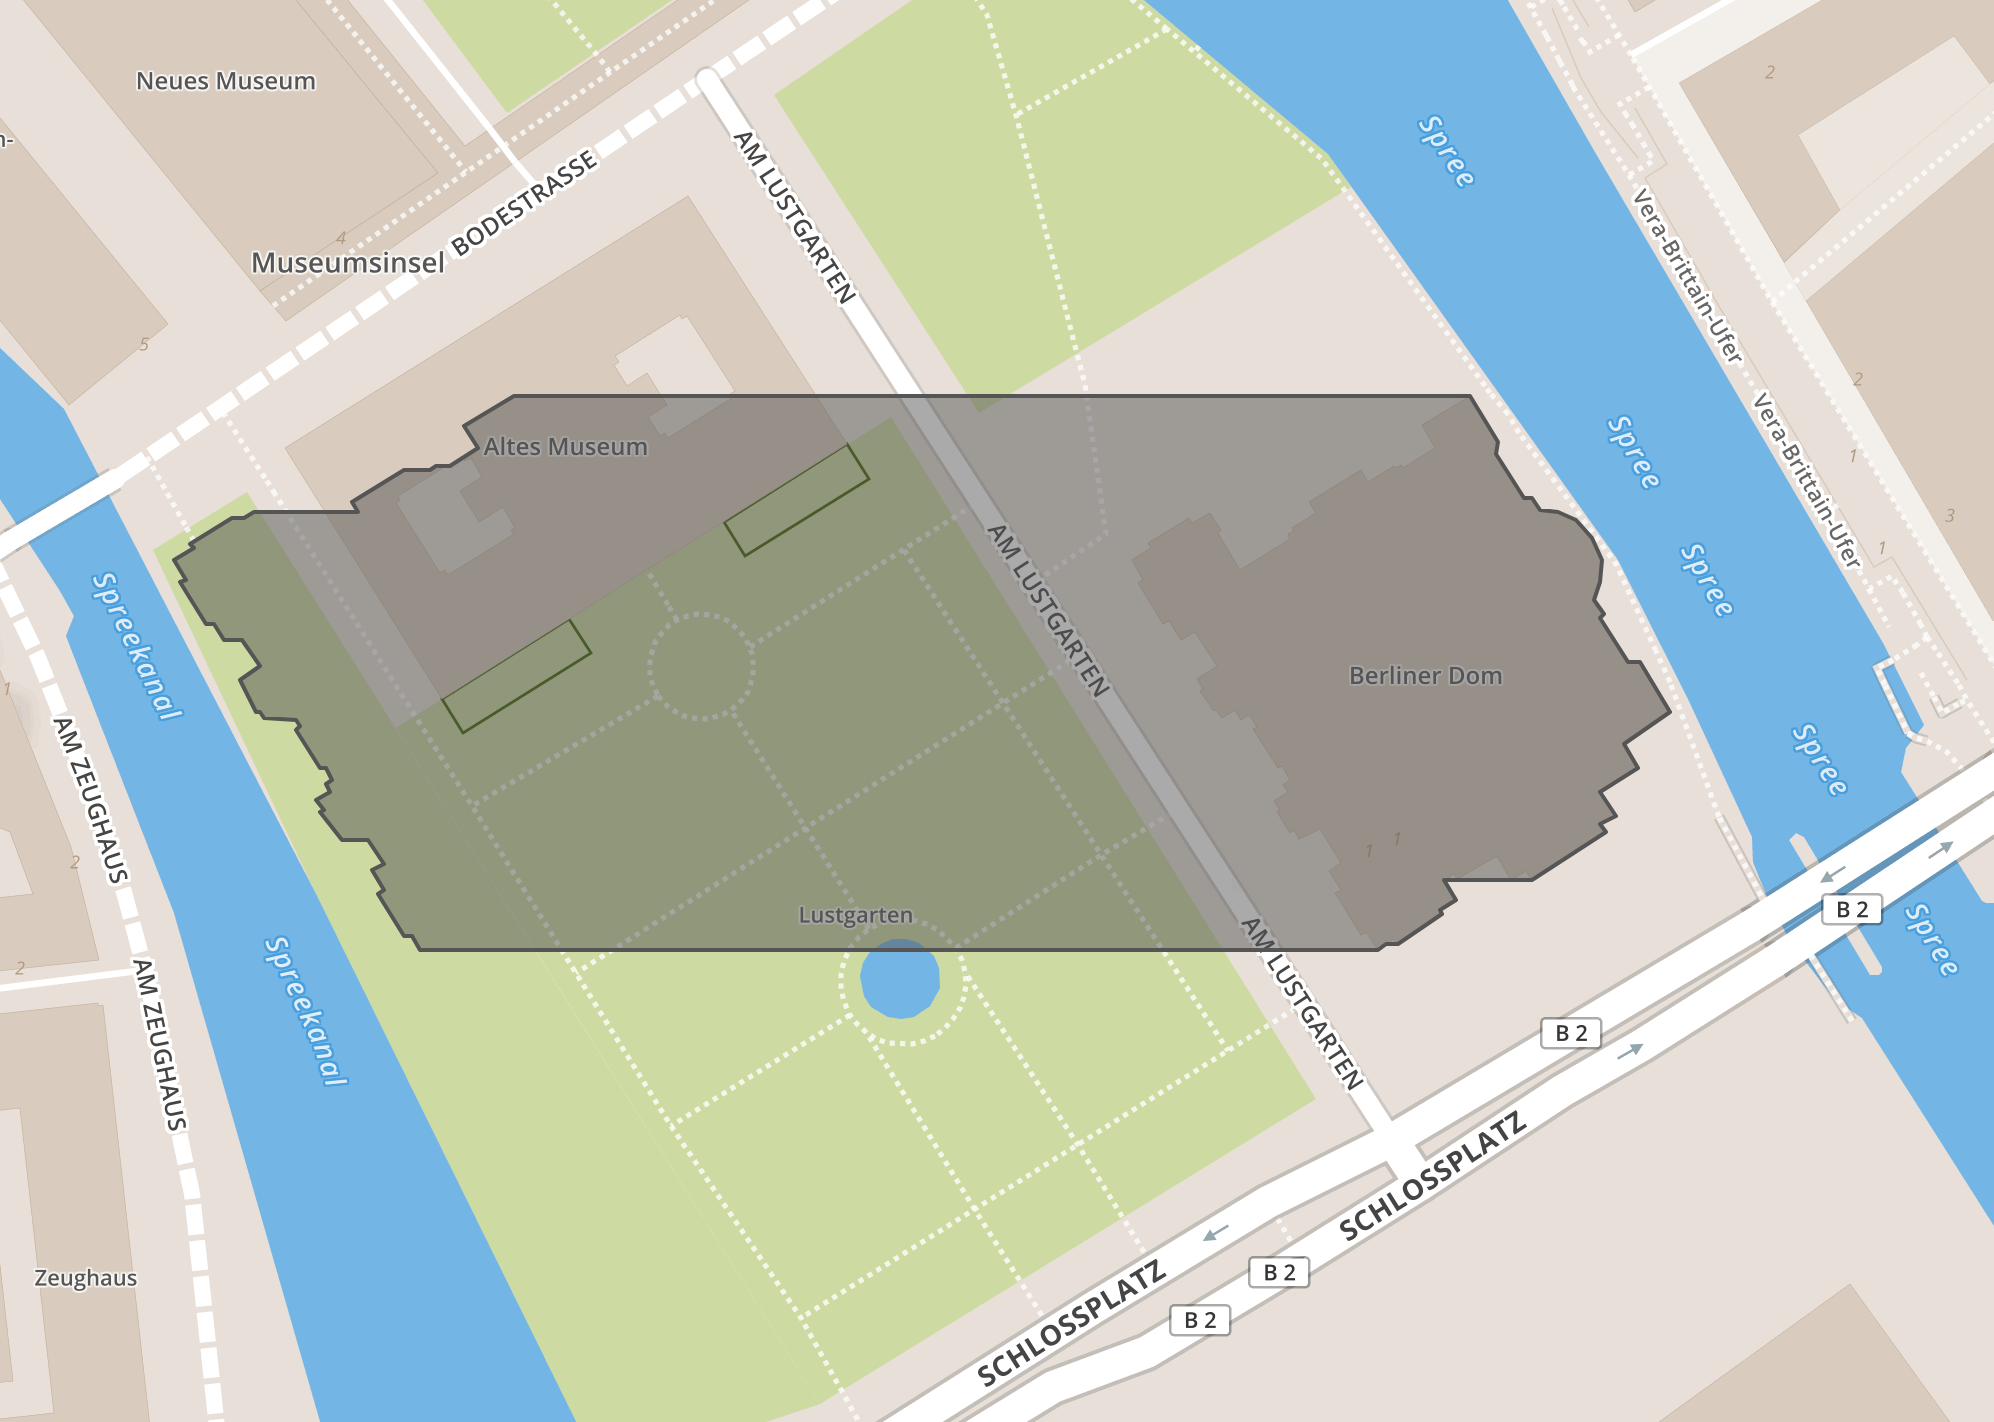 Neues Museum
2
n-
Spree
AM LUSTGARTEN
BODESTRASSE
4
Museumsinsel
Vera-Brittain-Ufer
5
2
Altes Museum
Spree
Vera-Brittain-Ufer
1
3
1
Spree
Spreekanal
AM LUSTGARTEN
Berliner Dom
1
Spree
AM ZEUGHAUS
1
1
2
B 2
Lustgarten
Spree
AM LUSTGARTEN
2
Spreekanal
AM ZEUGHAUS
B 2
SCHLOSSPLATZ
Zeughaus
B 2
SCHLOSSPLATZ
B 2